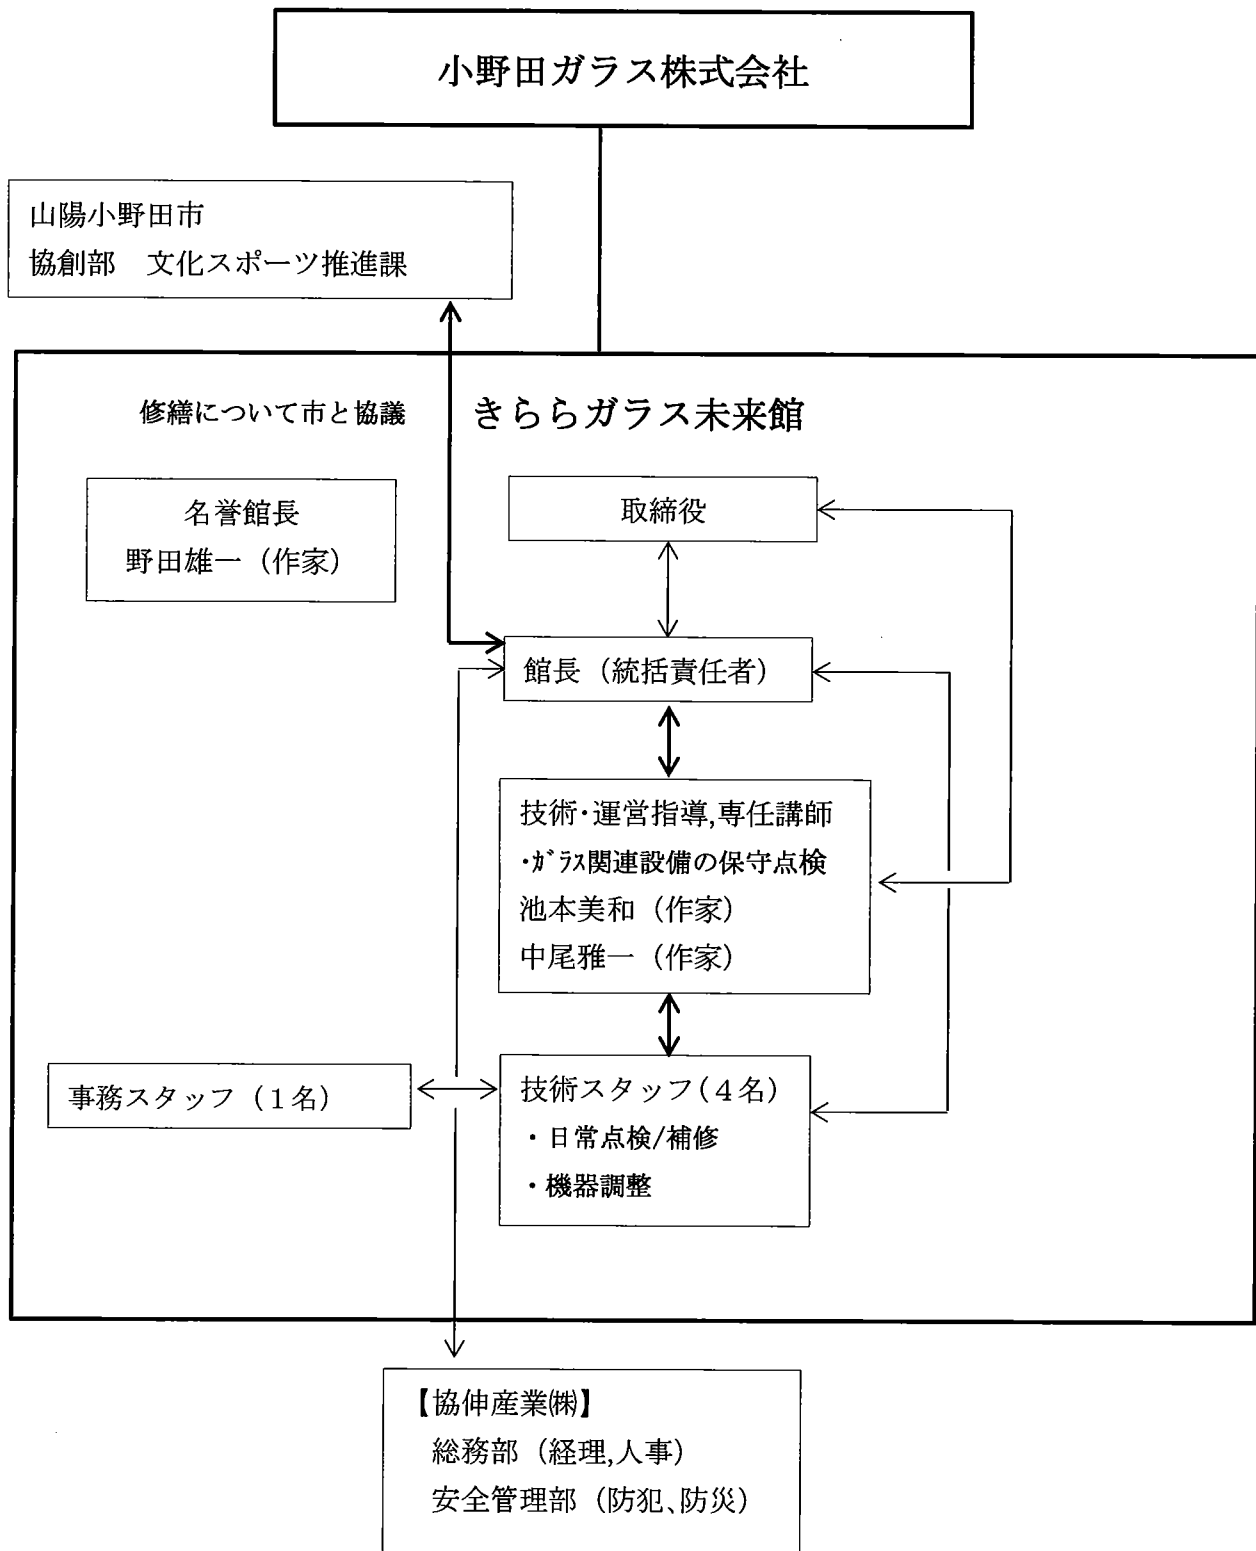 小野田ガラス株式会社
山陽小野田市
協創部　文化スポーツ推進課
修繕について市と協議
きららガラス未来館
名誉館長
野田雄一（作家）
取締役
館長（統括責任者）
技術・運営指導,専任講師
・ｶﾞﾗｽ関連設備の保守点検
池本美和（作家）
中尾雅一（作家）
事務スタッフ（１名）
技術スタッフ（４名）
・日常点検/補修
・機器調整
【協伸産業㈱】
総務部（経理,人事）
安全管理部（防犯、防災）